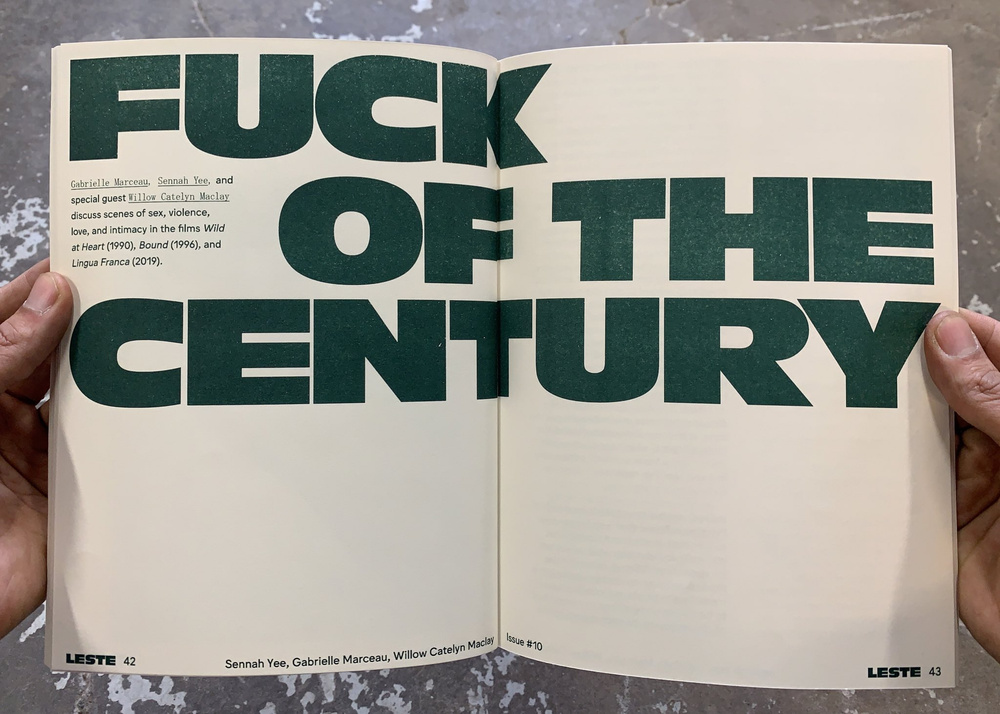 FUCK
OF THE
CENTURY
Gabrielle Marceau, Sennah Yee, and
special guest Willow Catelyn Maclay
discuss scenes of sex, violence,
love, and intimacy in the films Wild
at Heart (1990), Bound (1996), and
Lingua Franca (2019).
LESTE 42
Sennah Yee, Gabrielle Marceau, Willow Catelyn Maclay
Issue #10
LESTE 43